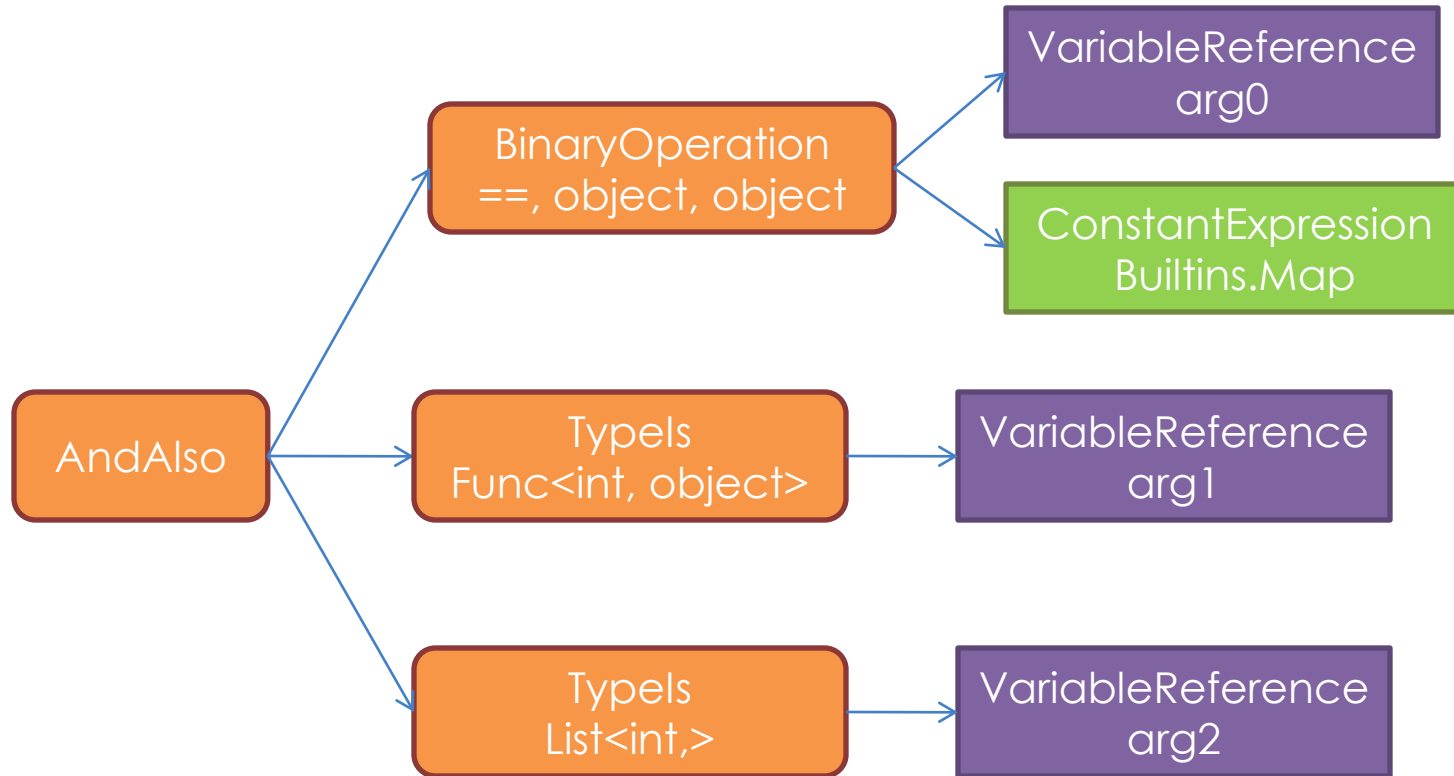 VariableReference
arg0
BinaryOperation
==, object, object
ConstantExpression
Builtins.Map
AndAlso
TypeIs
Func<int, object>
VariableReference
arg1
TypeIs
List<int,>
VariableReference
arg2